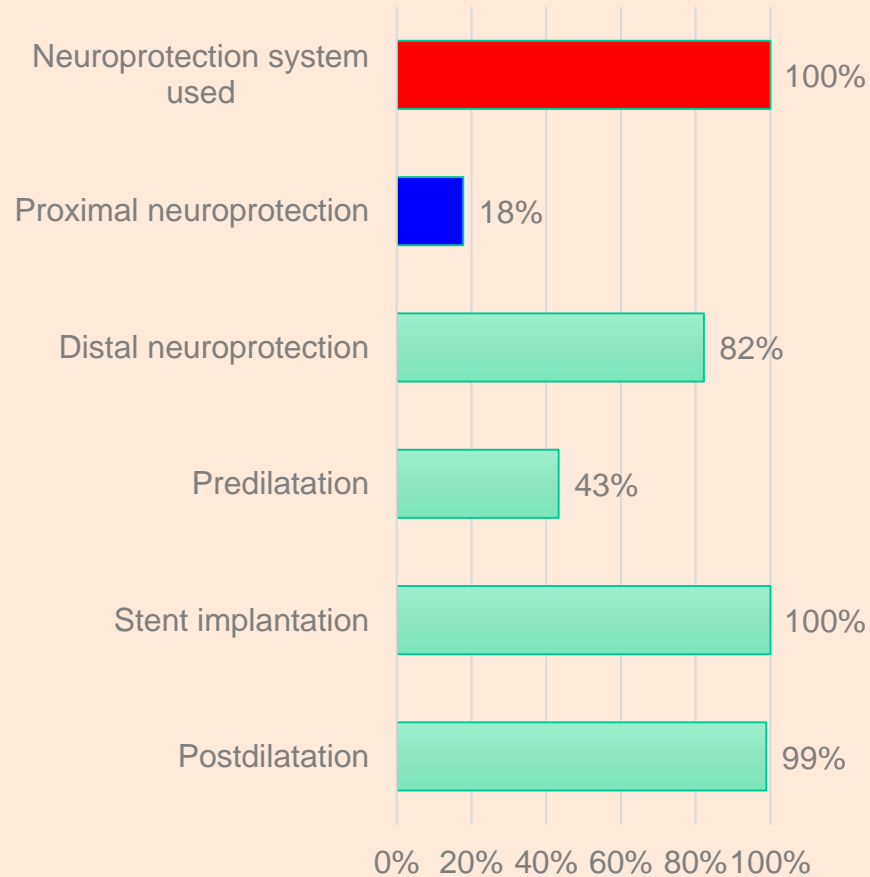 Neuroprotection system
used
100%
Proximal neuroprotection
18%
Distal neuroprotection
82%
Predilatation
43%
Stent implantation
100%
Postdilatation
99%
0% 20% 40% 60% 80% 100%